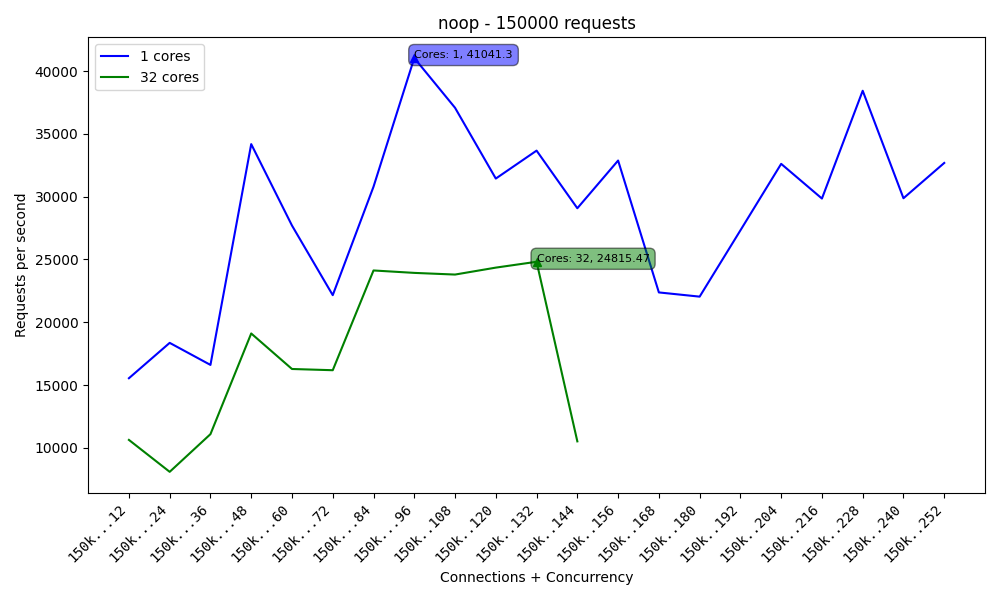 noop - 150000 requests
1 cores
32 cores
Cores: 1, 41041.3
Cores: 32, 24815.47
Requests per second
40000
35000
30000
25000
20000
15000
10000
150k...12
150k...24
150k...36
150k...48
150k...60
150k...72
150k...84
150k...96
150k..108
150k..120
150k..132
150k..144
150k..156
150k..168
150k..180
150k..192
150k..204
150k..216
150k..228
150k..240
150k..252
Connections + Concurrency